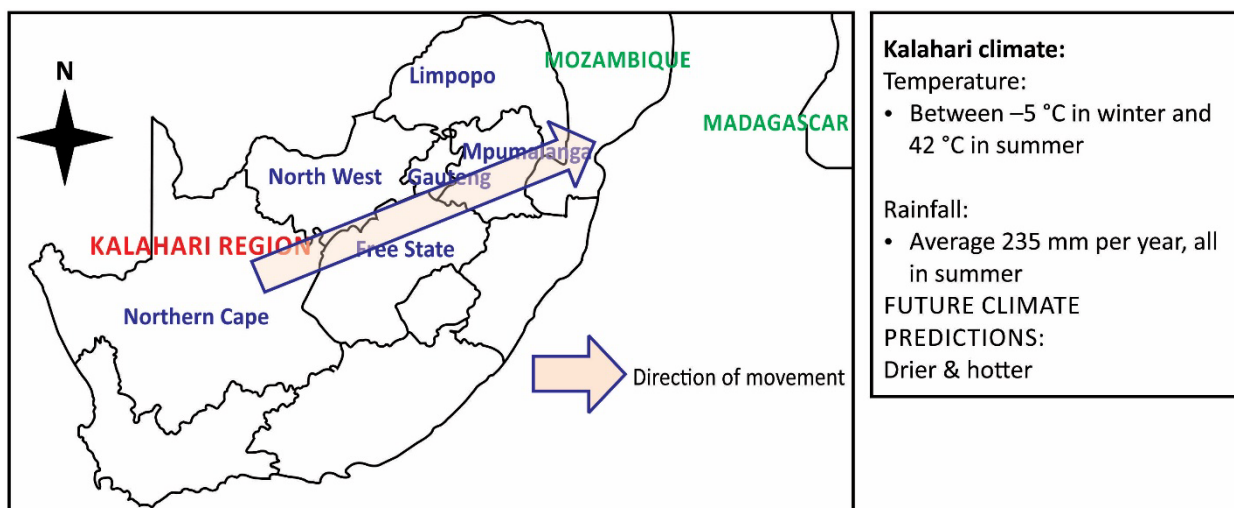 N
Limpopo
MOZAMBIQUE
MADAGASCAR
Mpumalanga
North West
Gauteng
KALAHARI REGION
Free State
Northern Cape
Direction of movement
Kalahari climate:
Temperature:
• Between –5 °C in winter and
42 °C in summer
Rainfall:
• Average 235 mm per year, all
in summer
FUTURE CLIMATE
PREDICTIONS:
Drier & hotter